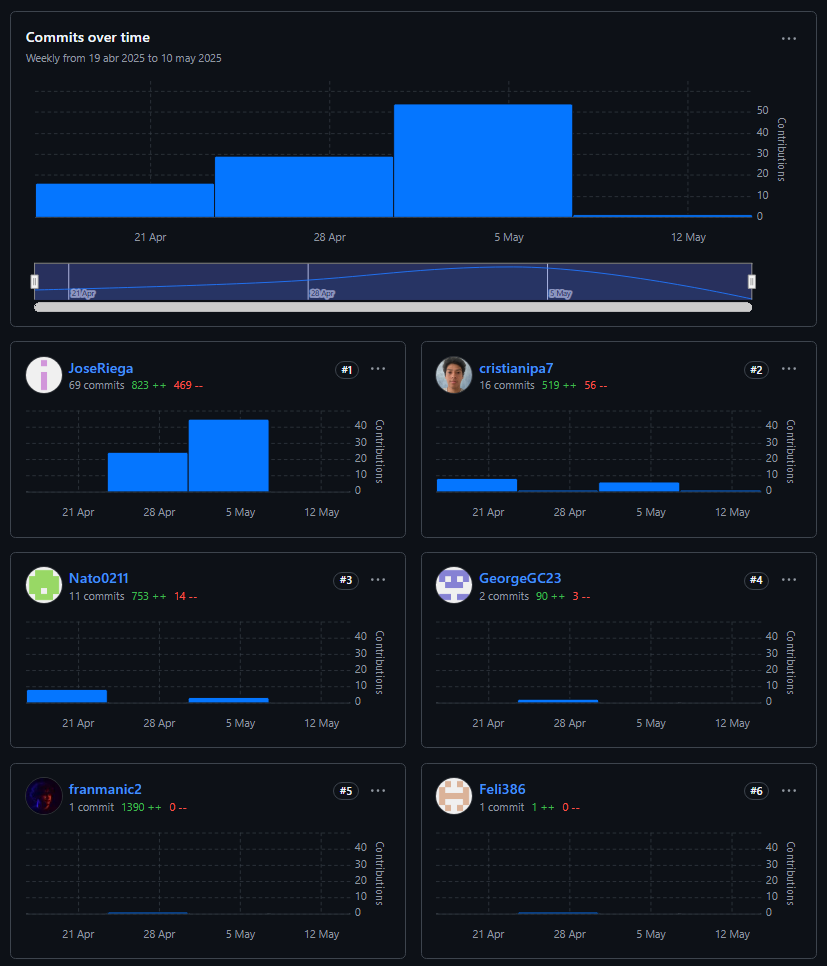 Commits over time
Weekly from 19 abr 2025 to 10 may 2025
50
40
30
20
10
0
Contributions
21 Apr 28 Apr 5 May 12 May
21 Apr 28 Apr 5 May
JoseRiega #1
69 commits 823 ++ 469 --
40
30
20
10
0
Contributions
21 Apr 28 Apr 5 May 12 May
cristianipa7 #2
16 commits 519 ++ 56 --
40
30
20
10
0
Contributions
21 Apr 28 Apr 5 May 12 May
Nato0211 #3
11 commits 753 ++ 14 --
40
30
20
10
0
Contributions
21 Apr 28 Apr 5 May 12 May
GeorgeGC23 #4
2 commits 90 ++ 3 --
40
30
20
10
0
Contributions
21 Apr 28 Apr 5 May 12 May
franmanic2 #5
1 commit 1390 ++ 0 --
40
30
20
10
0
Contributions
21 Apr 28 Apr 5 May 12 May
Feli386 #6
1 commit 1 ++ 0 --
40
30
20
10
0
Contributions
21 Apr 28 Apr 5 May 12 May